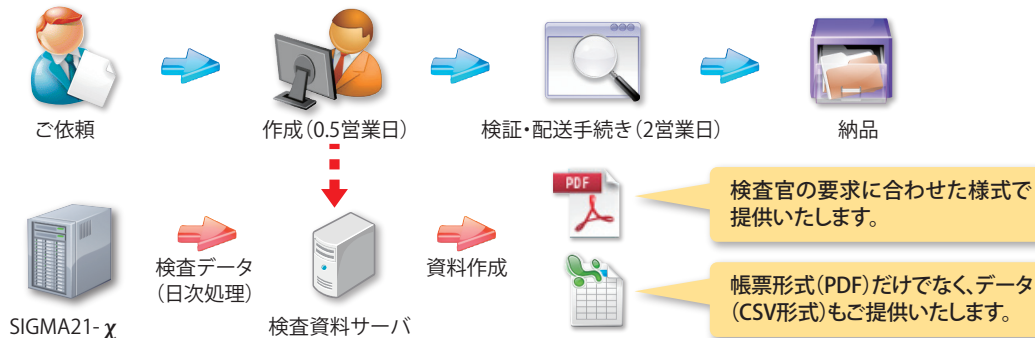 ご依頼
作成（0.5営業日）
検証・配送手続き（2営業日）
納品
PDF
検査官の要求に合わせた様式で
提供いたします。
検査データ
（日次処理）
資料作成
帳票形式（PDF）だけでなく、データ
（CSV形式）もご提供いたします。
SIGMA21-χ
検査資料サーバ